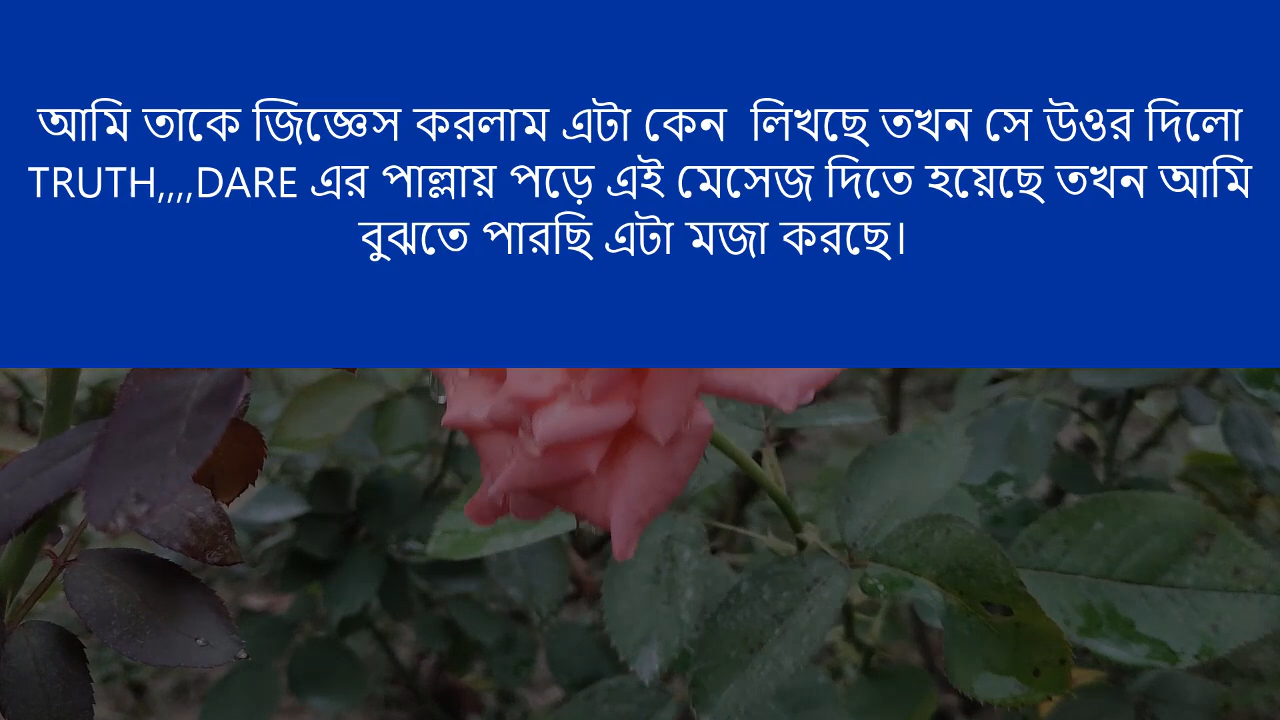 আমি তাকে জিজ্ঞেস করলাম এটা কেন  লিখছে তখন সে উওর দিলো
TRUTH,,,,DARE এর পাল্লায় পড়ে এই মেসেজ দিতে হয়েছে তখন আমি
বুঝতে পারছি এটা মজা করছে।